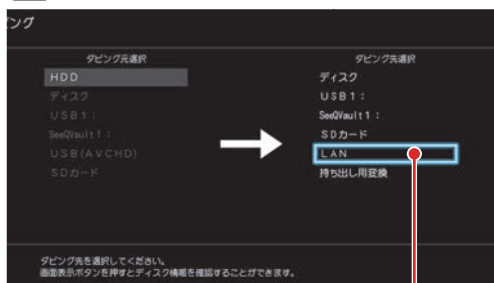 ング
ダビング元選択
HDD
ディスク
USB1:
SeeQVault1:
USB(AVCHD)
SDカード
ダビング先選択
ディスク
USB1:
SeeQVault1:
SDカード
LAN
持ち出し用変換
ダビング先を選択してください。
画面表示ボタンを押すとディスク情報を確認することができます。